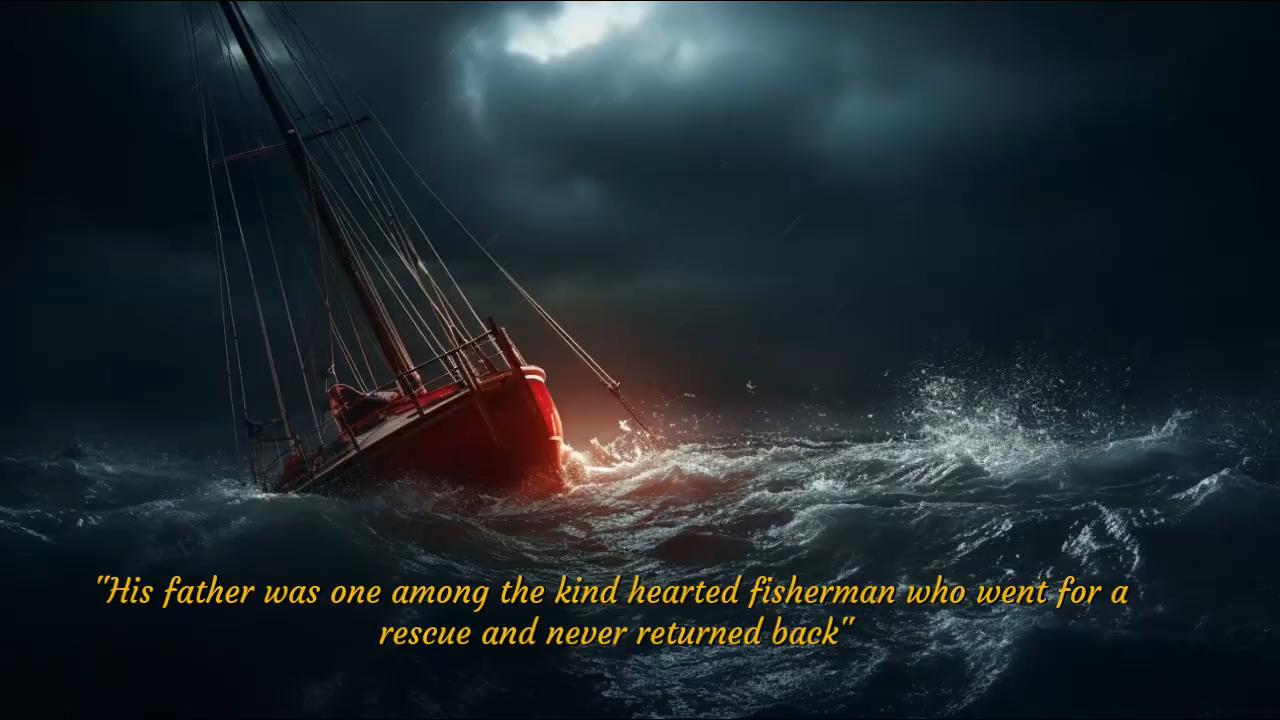 "His father was one among the kind hearted fisherman who went for a
rescue and never returned back"